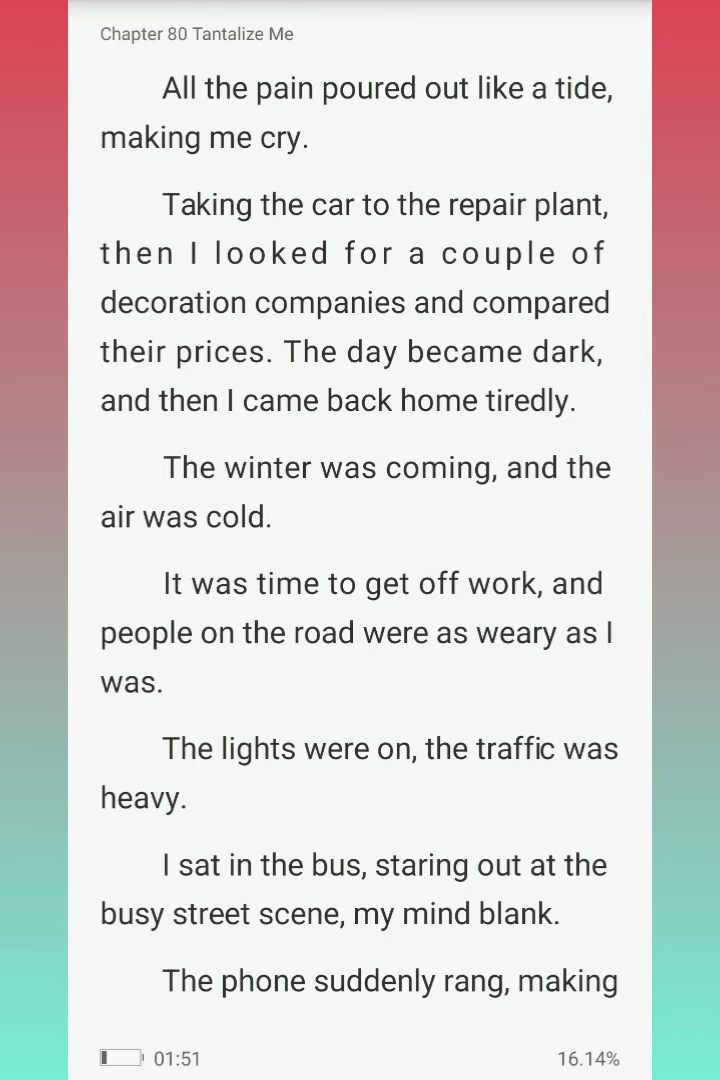 Chapter 80 Tantalize Me
All the pain poured out like a tide,
making me cry.
Taking the car to the repair plant,
then I looked for a couple of
decoration companies and compared
their prices. The day became dark,
and then I came back home tiredly.
The winter was coming, and the
air was cold.
It was time to get off work, and
people on the road were as weary as I
was.
The lights were on, the traffic was
heavy.
I sat in the bus, staring out at the
busy street scene, my mind blank.
The phone suddenly rang, making
01:51
16.14%